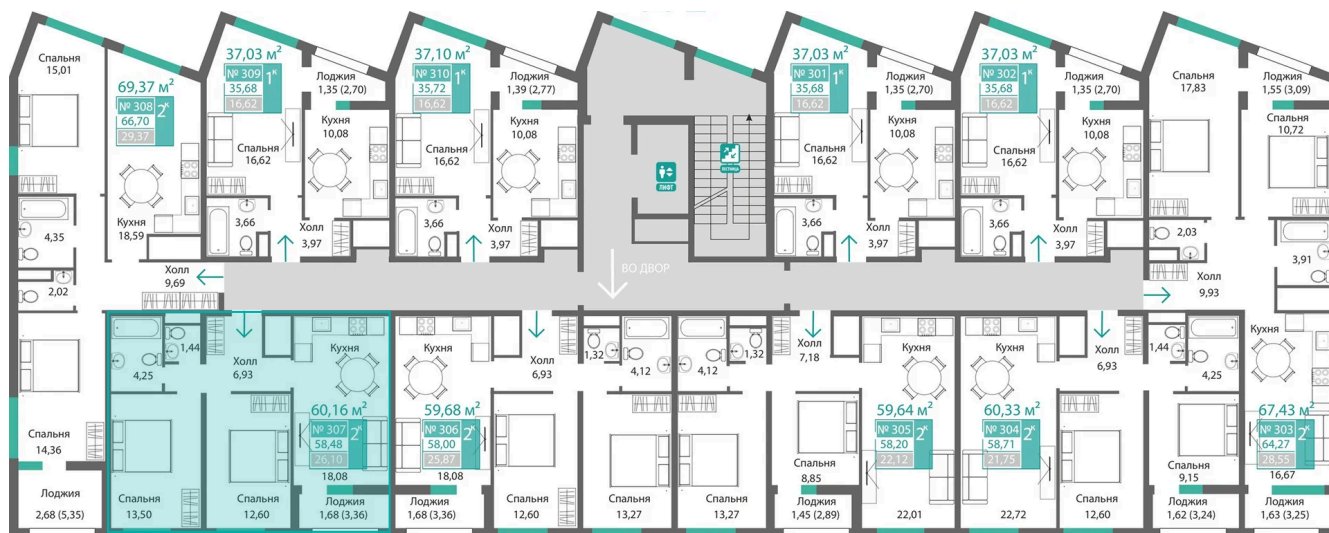 Спальня
15,01
69,37 м²
№ 308
2к
66,70
29,37
Кухня
18,59
4,35
2,02
Холл
9,69
Спальня
14,36
Лоджия
2,68 (5,35)
37,03 м²
№ 309
1к
35,68
16,62
Лоджия
1,35 (2,70)
Кухня
10,08
Спальня
16,62
3,66
Холл
3,97
37,10 м²
№ 310
1к
35,72
16,62
Лоджия
1,39 (2,77)
Кухня
10,08
Спальня
16,62
3,66
Холл
3,97
ЛИФТ
ЛЕСТНИЦА
ВО ДВОР
37,03 м²
№ 301
1к
35,68
16,62
Лоджия
1,35 (2,70)
Кухня
10,08
Спальня
16,62
3,66
Холл
3,97
37,03 м²
№ 302
1к
35,68
16,62
Лоджия
1,35 (2,70)
Кухня
10,08
Спальня
16,62
3,66
Холл
3,97
Спальня
17,83
Лоджия
1,55 (3,09)
Спальня
10,72
2,03
3,91
Холл
9,93
1,44
4,25
Холл
6,93
Кухня
60,16 м²
№ 307
2к
58,48
26,10
18,08
Спальня
13,50
Спальня
12,60
Лоджия
1,68 (3,36)
Кухня
59,68 м²
№ 306
2к
58,00
25,87
18,08
Лоджия
1,68 (3,36)
Холл
6,93
1,32
4,12
Спальня
12,60
Спальня
13,27
4,12
1,32
Холл
7,18
Кухня
Спальня
13,27
Спальня
8,85
Лоджия
1,45 (2,89)
59,64 м²
№ 305
2к
58,20
22,12
22,01
Кухня
60,33 м²
№ 304
2к
58,71
21,75
22,72
Холл
6,93
1,44
4,25
Спальня
12,60
Спальня
9,15
Лоджия
1,62 (3,24)
Кухня
67,43 м²
№ 303
2к
64,27
28,55
16,67
Лоджия
1,63 (3,25)